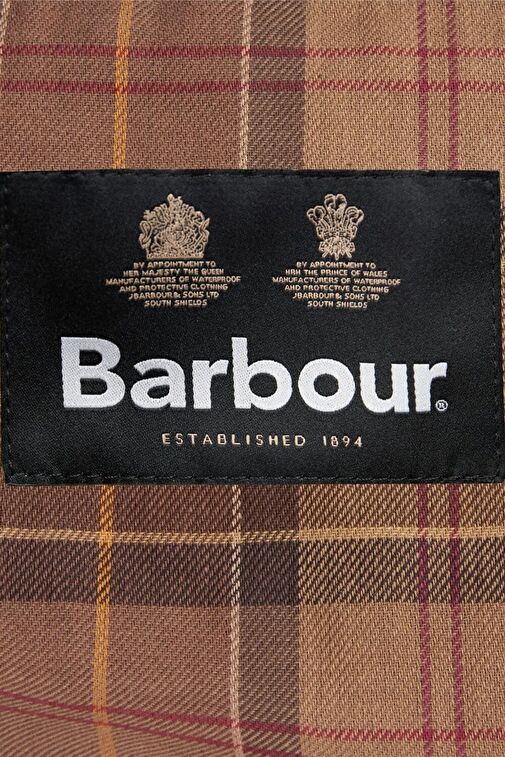 BY APPOINTMENT TO
HER MAJESTY THE QUEEN
MANUFACTURERS OF WATERPROOF
AND PROTECTIVE CLOTHING
J.BARBOUR & SONS LTD
SOUTH SHIELDS
BY APPOINTMENT TO
HRH THE PRINCE OF WALES
MANUFACTURERS OF WATERPROOF
AND PROTECTIVE CLOTHING
J.BARBOUR & SONS LTD
SOUTH SHIELDS
Barbour®
ESTABLISHED 1894